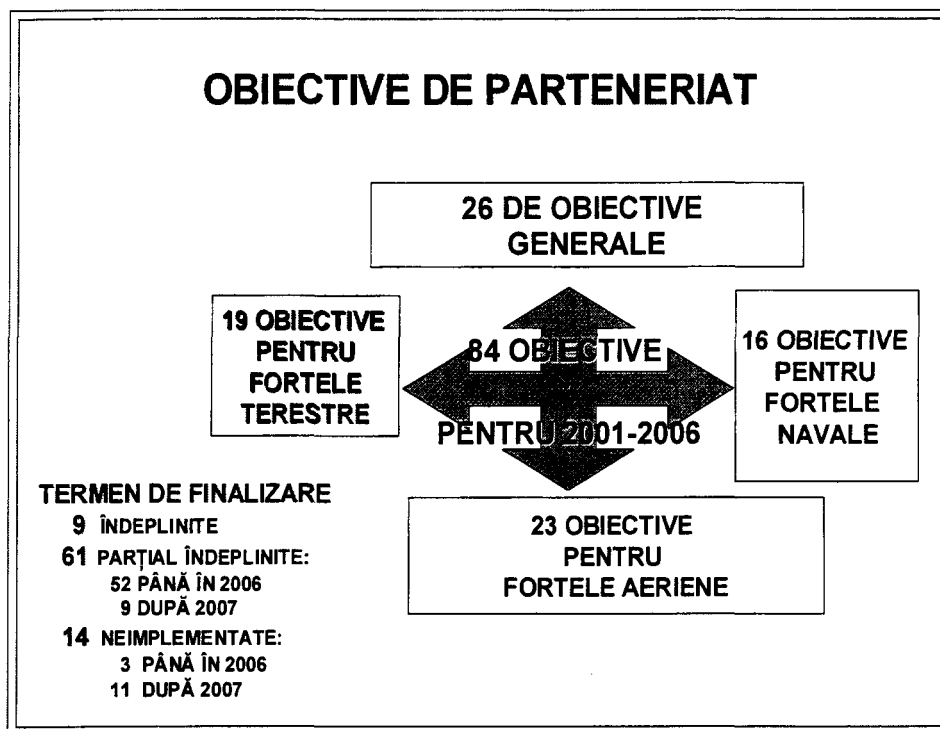 OBIECTIVE DE PARTENERIAT
26 DE OBIECTIVE
GENERALE
19 OBIECTIVE
PENTRU
FORTELE
TERESTRE
84 OBIECTIVE
PENTRU 2001-2006
16 OBIECTIVE
PENTRU
FORTELE
NAVALE
23 OBIECTIVE
PENTRU
FORTELE AERIENE
TERMEN DE FINALIZARE
9 ÎNDEPLINITE
61 PARȚIAL ÎNDEPLINITE:
52 PÂNĂ ÎN 2006
9 DUPĂ 2007
14 NEIMPLEMENTATE:
3 PÂNĂ ÎN 2006
11 DUPĂ 2007